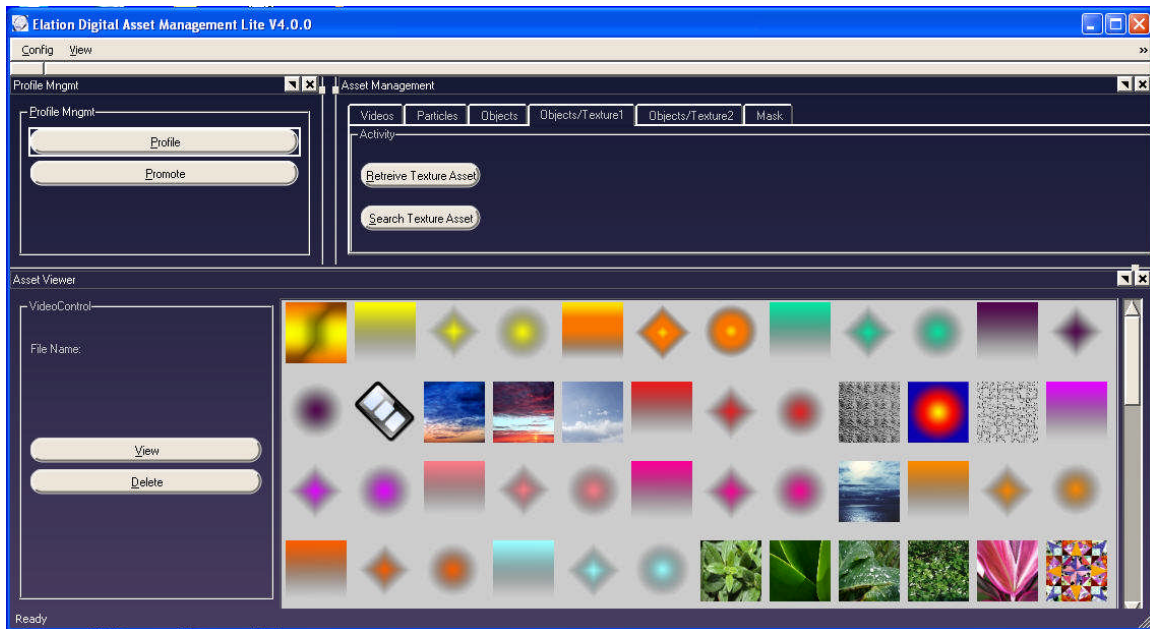 Elation Digital Asset Management Lite V4.0.0
Config View »
Profile Mngmt
Asset Management
Profile Mngmt
Profile
Promote
Videos Particles Objects Objects/Texture1 Objects/Texture2 Mask
Activity
Retreive Texture Asset
Search Texture Asset
Asset Viewer
VideoControl
File Name:
View
Delete
Ready